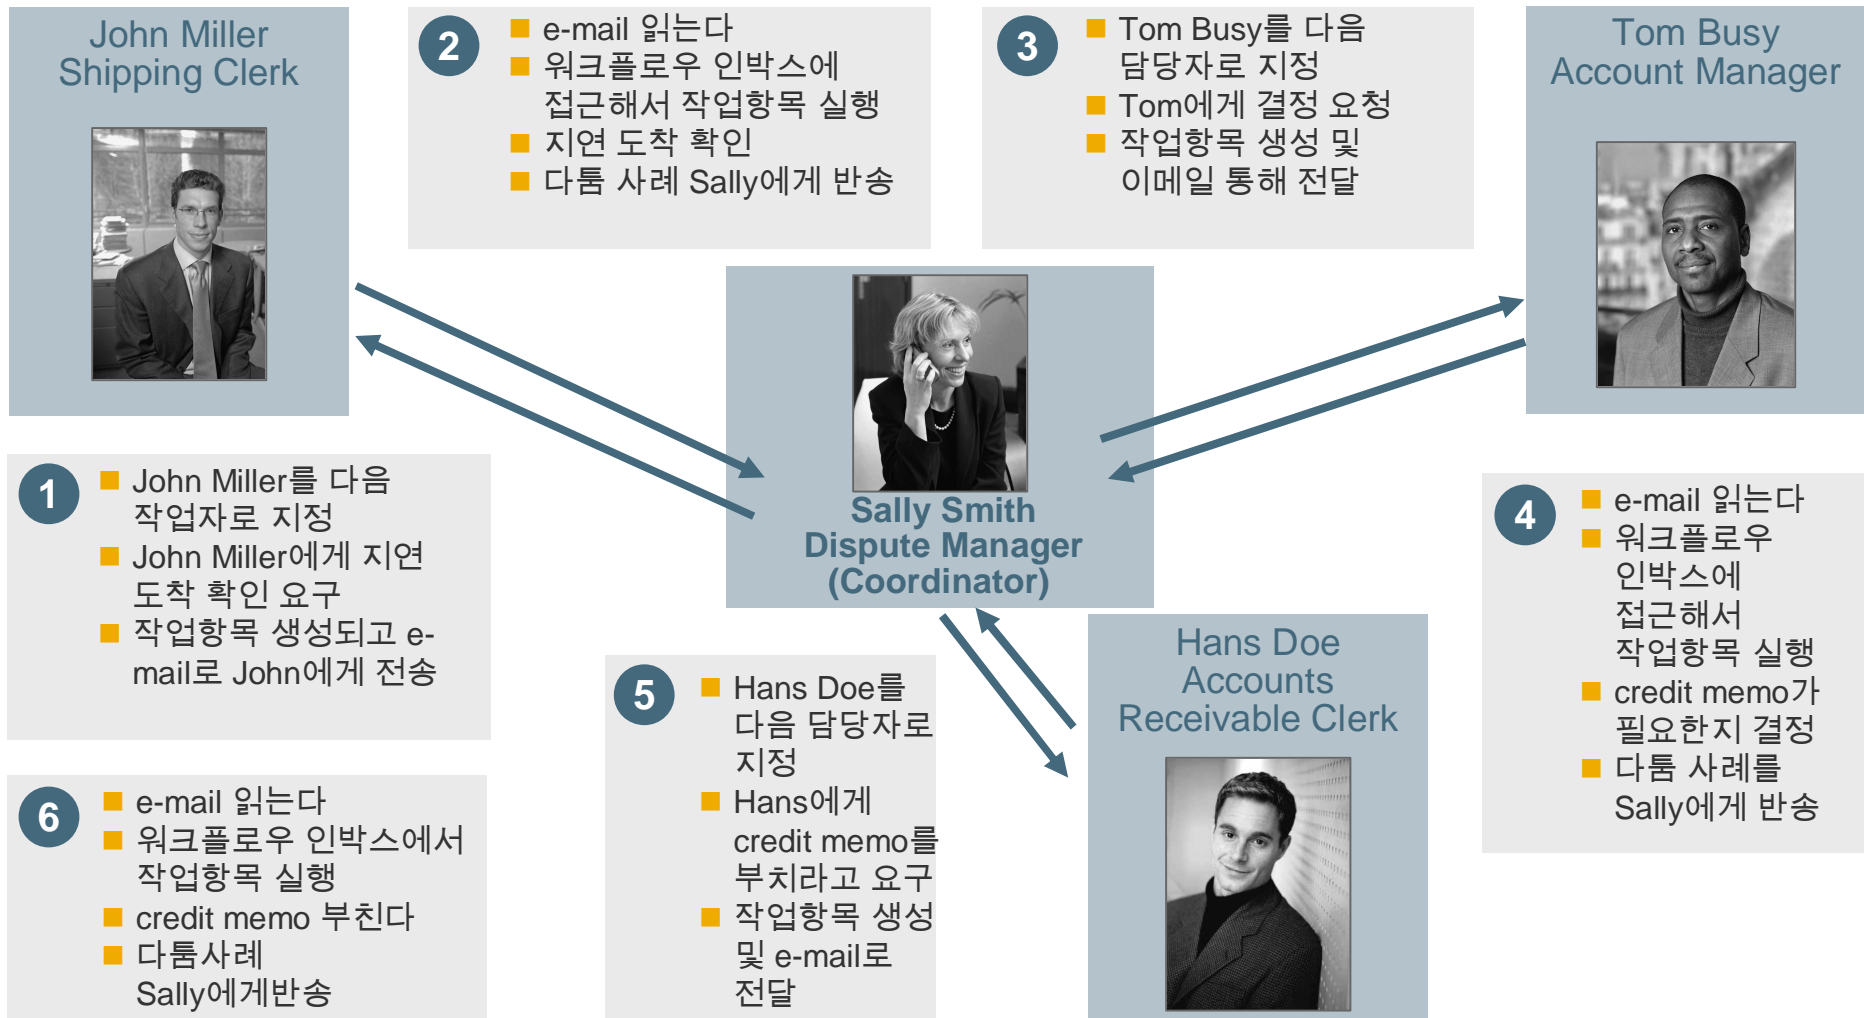 John Miller
Shipping Clerk
2
e-mail 읽는다
워크플로우 인박스에
접근해서 작업항목 실행
지연 도착 확인
다툼 사례 Sally에게 반송
3
Tom Busy를 다음
담당자로 지정
Tom에게 결정 요청
작업항목 생성 및
이메일 통해 전달
Tom Busy
Account Manager
Sally Smith
Dispute Manager
(Coordinator)
1
John Miller를 다음
작업자로 지정
John Miller에게 지연
도착 확인 요구
작업항목 생성되고 e-
mail로 John에게 전송
4
e-mail 읽는다
워크플로우
인박스에
접근해서
작업항목 실행
credit memo가
필요한지 결정
다툼 사례를
Sally에게 반송
5
Hans Doe를
다음 담당자로
지정
Hans에게
credit memo를
부치라고 요구
작업항목 생성
및 e-mail로
전달
Hans Doe
Accounts
Receivable Clerk
6
e-mail 읽는다
워크플로우 인박스에서
작업항목 실행
credit memo 부친다
다툼사례
Sally에게반송